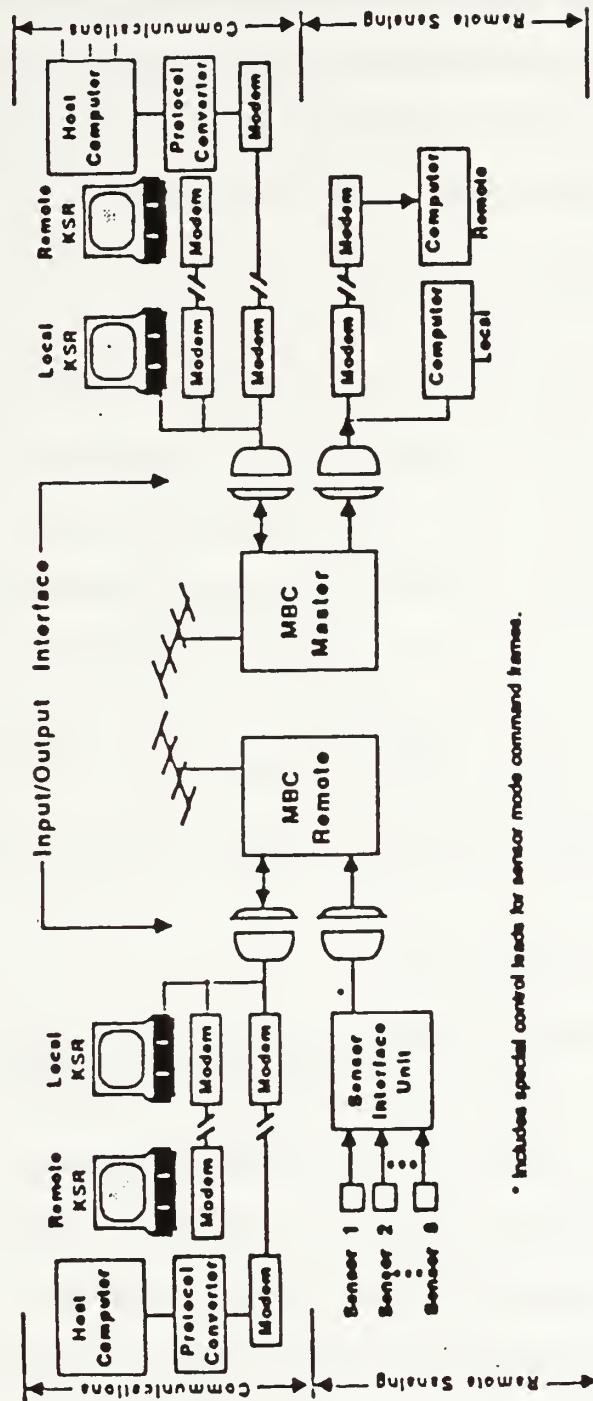 Input/Output Interface
Host
Computer
Protocol
Converter
Modem
Communications
Remote
KSR
Modem
Local
KSR
Modem
Modem
Remote Sensing
Sensor 1
Sensor 2
Sensor 8
Sensor
Interface
Unit
*
MBC
Remote
MBC
Master
Local
KSR
Modem
Modem
Remote
KSR
Modem
Host
Computer
Protocol
Converter
Modem
Communications
Modem
Modem
Computer
Local
Computer
Remote
Remote Sensing
* Includes special control leads for sensor mode command frames.